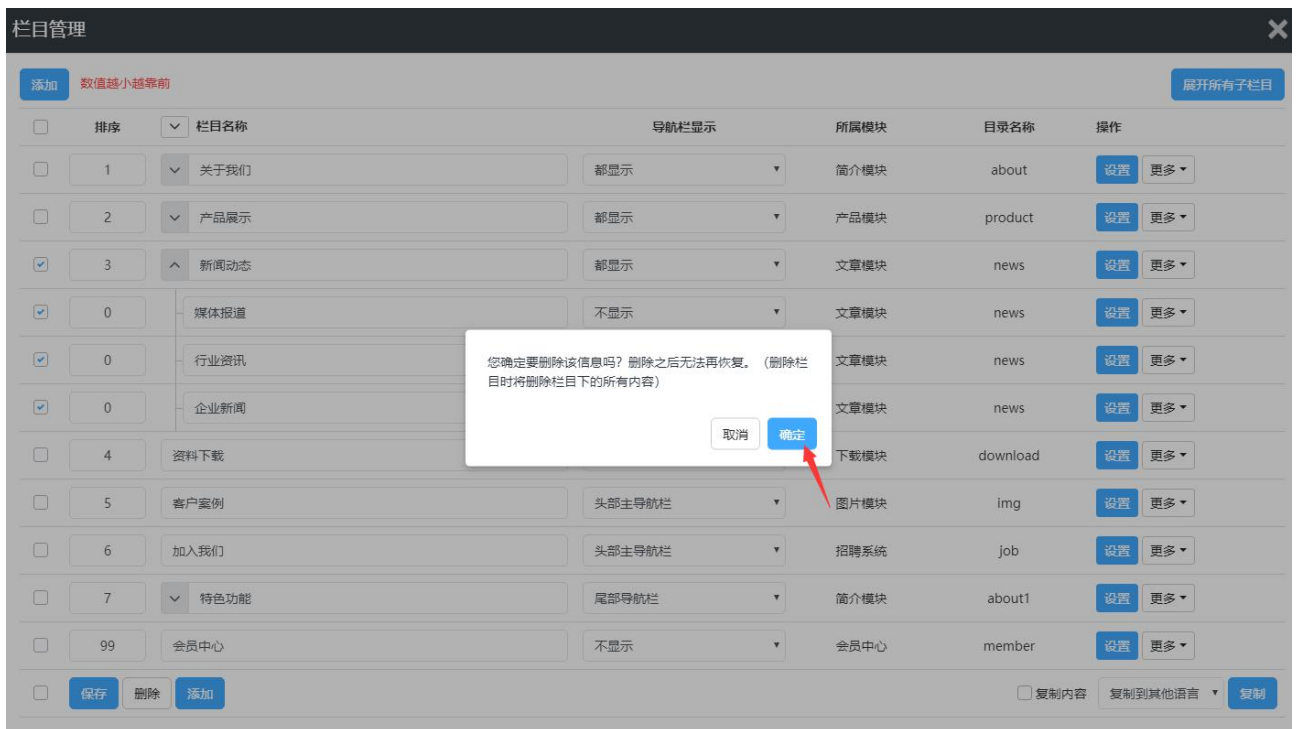 栏目管理
添加 数值越小越靠前 展开所有子栏目
排序 栏目名称 导航栏显示 所属模块 目录名称 操作
1 关于我们 都显示 简介模块 about 设置 更多
2 产品展示 都显示 产品模块 product 设置 更多
3 新闻动态 都显示 文章模块 news 设置 更多
0 媒体报道 不显示 文章模块 news 设置 更多
0 行业资讯 文章模块 news 设置 更多
0 企业新闻 文章模块 news 设置 更多
您确定要删除该信息吗？删除之后无法再恢复。（删除栏
目时将删除栏目下的所有内容）
取消 确定
4 资料下载 下载模块 download 设置 更多
5 客户案例 头部主导航栏 图片模块 img 设置 更多
6 加入我们 头部主导航栏 招聘系统 job 设置 更多
7 特色功能 尾部导航栏 简介模块 about1 设置 更多
99 会员中心 不显示 会员中心 member 设置 更多
保存 删除 添加 复制内容 复制到其他语言 复制